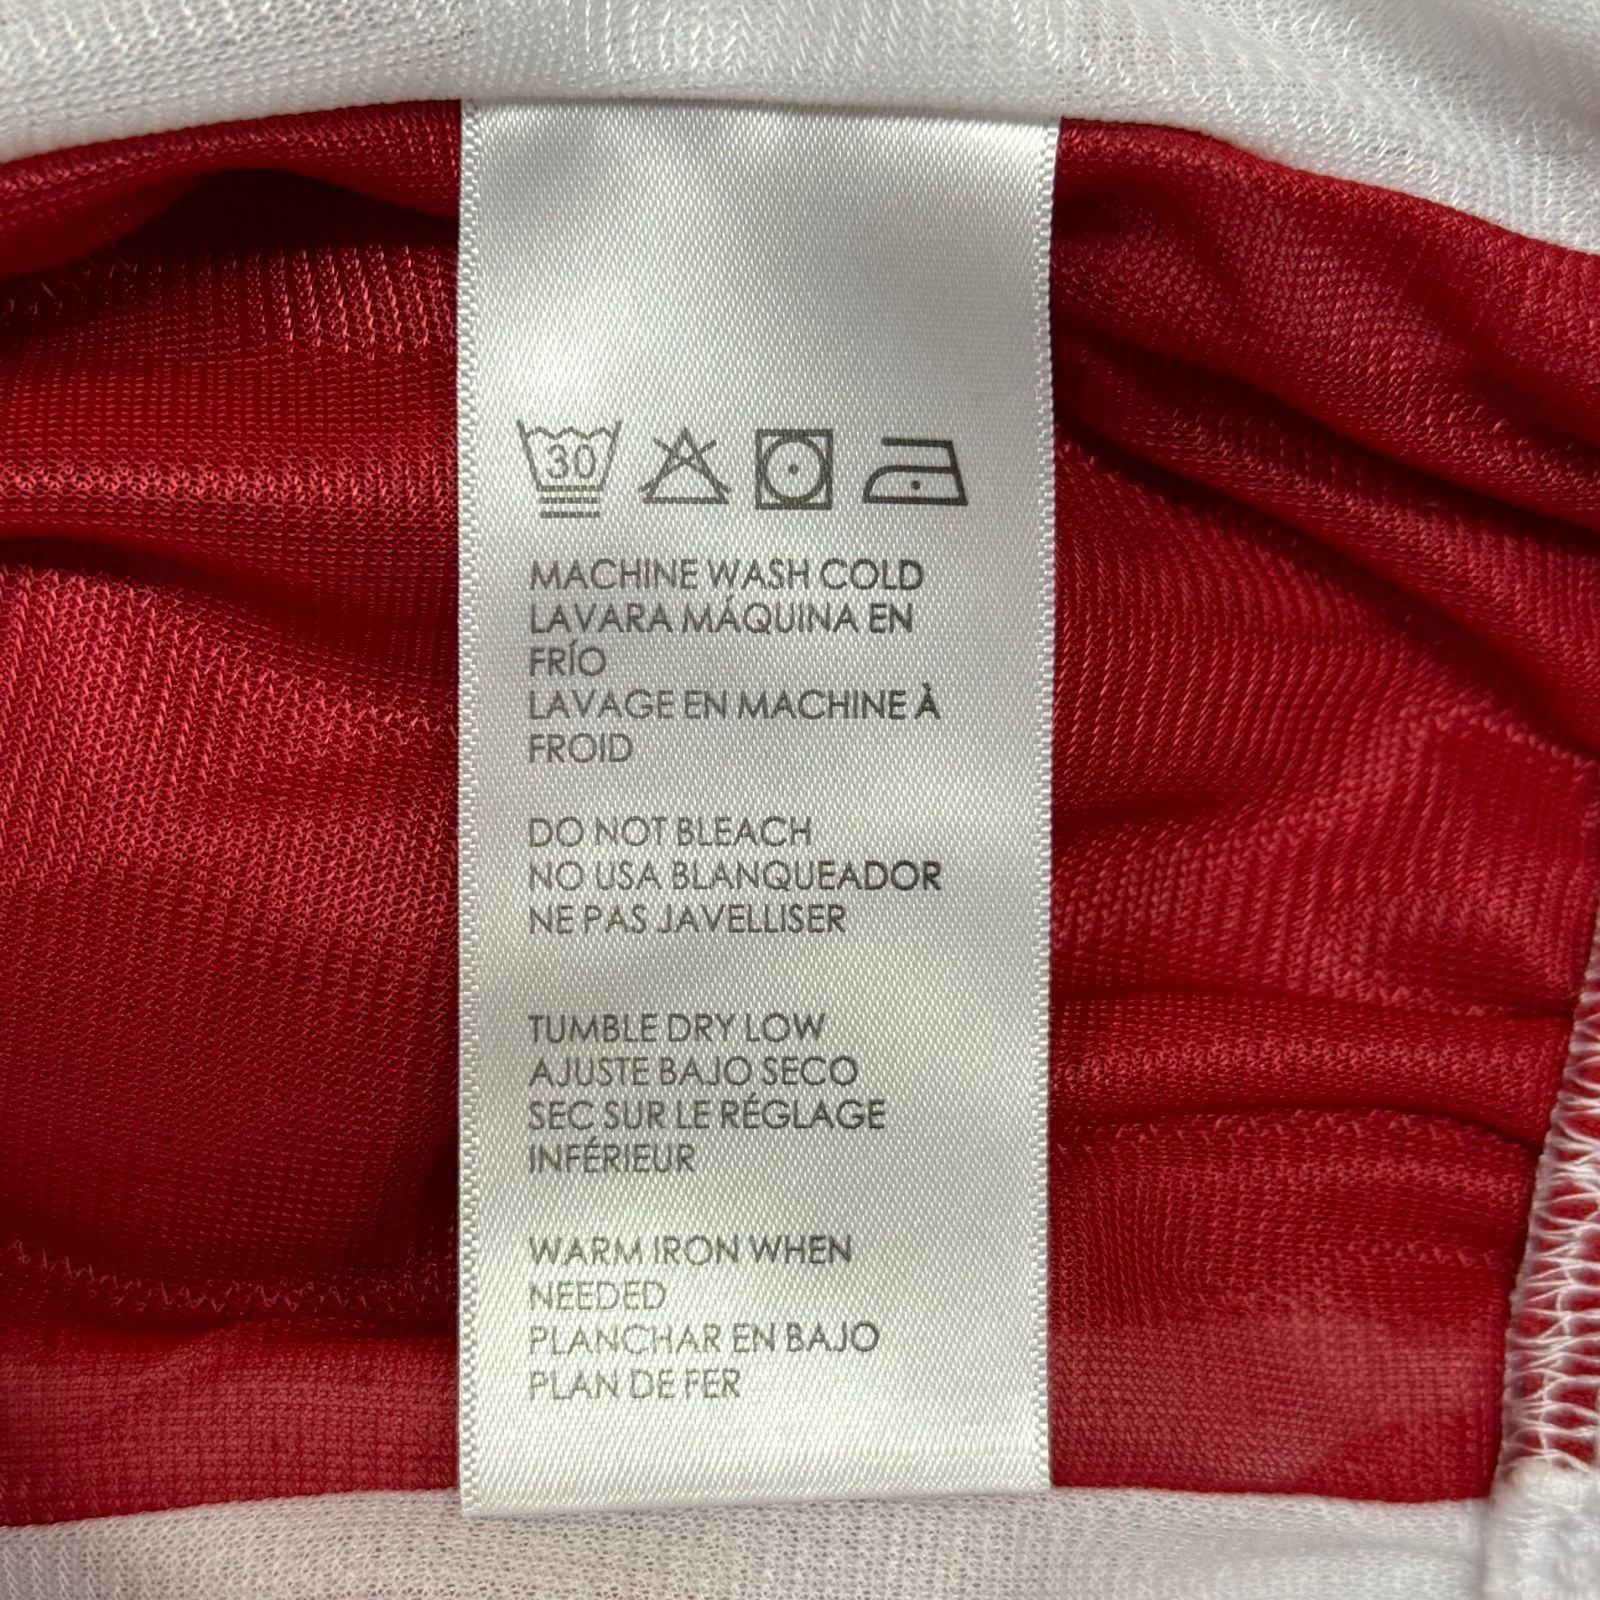 30
MACHINE WASH COLD
LAVARA MÁQUINA EN
FRÍO
LAVAGE EN MACHINE À
FROID
DO NOT BLEACH
NO USA BLANQUEADOR
NE PAS JAVELLISER
TUMBLE DRY LOW
AJUSTE BAJO SECO
SEC SUR LE RÉGLAGE
INFÉRIEUR
WARM IRON WHEN
NEEDED
PLANCHAR EN BAJO
PLAN DE FER